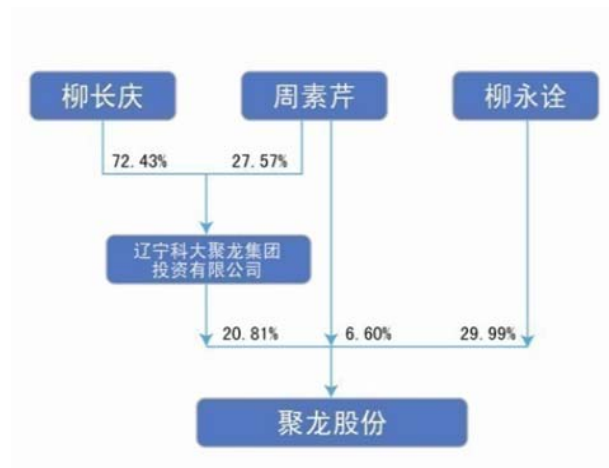 柳长庆
周素芹
柳永诠
72.43%
27.57%
辽宁科大聚龙集团
投资有限公司
20.81%
6.60%
29.99%
聚龙股份